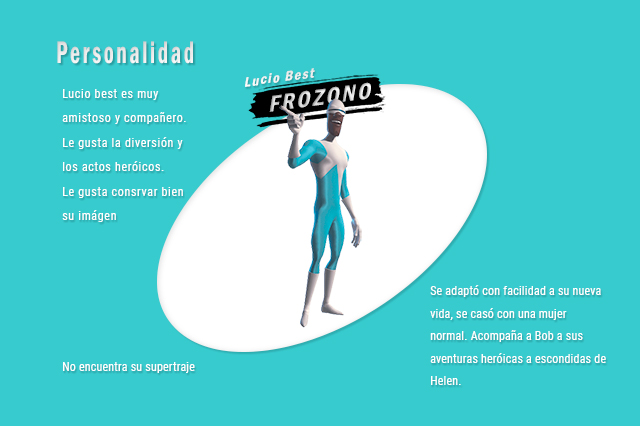 Personalidad
Lucio best es muy
amistoso y compañero.
Le gusta la diversión y
los actos heróicos.
Le gusta consrvar bien
su imágen
Lucio Best
FROZONO
No encuentra su supertraje
Se adaptó con facilidad a su nueva
vida, se casó con una mujer
normal. Acompaña a Bob a sus
aventuras heróicas a escondidas de
Helen.